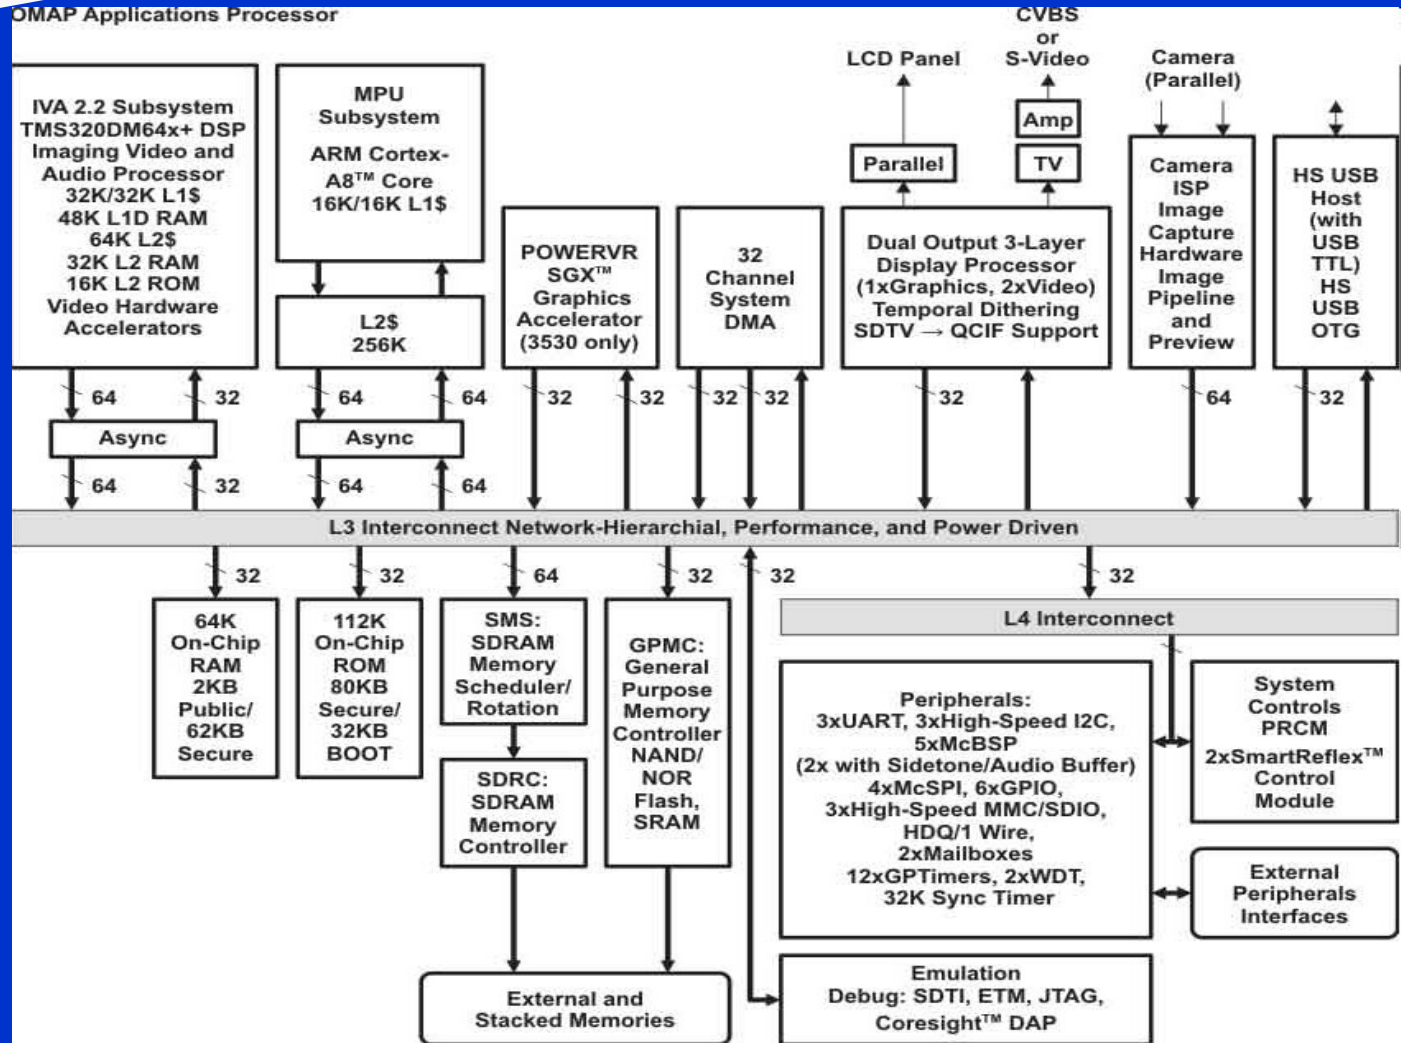 OMAP Applications Processor
CVBS
or
S-Video
LCD Panel
Camera
(Parallel)
IVA 2.2 Subsystem
TMS320DM64x+ DSP
Imaging Video and
Audio Processor
32K/32K L1$
48K L1D RAM
64K L2$
32K L2 RAM
16K L2 ROM
Video Hardware
Accelerators
MPU
Subsystem
ARM Cortex-
A8™ Core
16K/16K L1$
L2$
256K
POWERVR
SGX™
Graphics
Accelerator
(3530 only)
32
Channel
System
DMA
Parallel
Amp
TV
Dual Output 3-Layer
Display Processor
(1xGraphics, 2xVideo)
Temporal Dithering
SDTV → QCIF Support
Camera
ISP
Image
Capture
Hardware
Image
Pipeline
and
Preview
HS USB
Host
(with
USB
TTL)
HS
USB
OTG
64 32 64 64 32 32 32 32 32 64 32
Async
Async
64 32 64 64
L3 Interconnect Network-Hierarchial, Performance, and Power Driven
32 32 64 32 32 32
64K
On-Chip
RAM
2KB
Public/
62KB
Secure
112K
On-Chip
ROM
80KB
Secure/
32KB
BOOT
SMS:
SDRAM
Memory
Scheduler/
Rotation
SDRC:
SDRAM
Memory
Controller
GPMC:
General
Purpose
Memory
Controller
NAND/
NOR
Flash,
SRAM
L4 Interconnect
Peripherals:
3xUART, 3xHigh-Speed I2C,
5xMcBSP
(2x with Sidetone/Audio Buffer)
4xMcSPI, 6xGPIO,
3xHigh-Speed MMC/SDIO,
HDQ/1 Wire,
2xMailboxes
12xGPTimers, 2xWDT,
32K Sync Timer
System
Controls
PRCM
2xSmartReflex™
Control
Module
External
Peripherals
Interfaces
External and
Stacked Memories
Emulation
Debug: SDTI, ETM, JTAG,
Coresight™ DAP